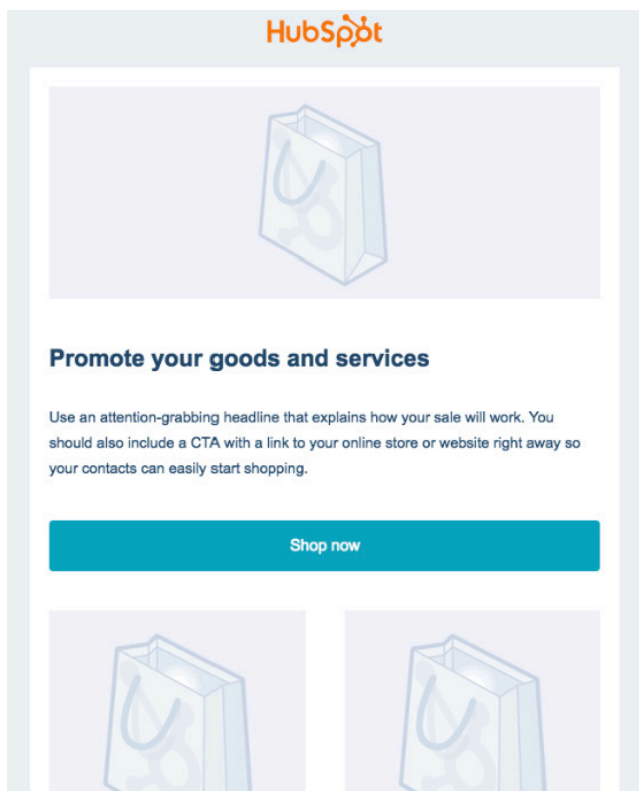 HubSpot
Promote your goods and services
Use an attention-grabbing headline that explains how your sale will work. You
should also include a CTA with a link to your online store or website right away so
your contacts can easily start shopping.
Shop now